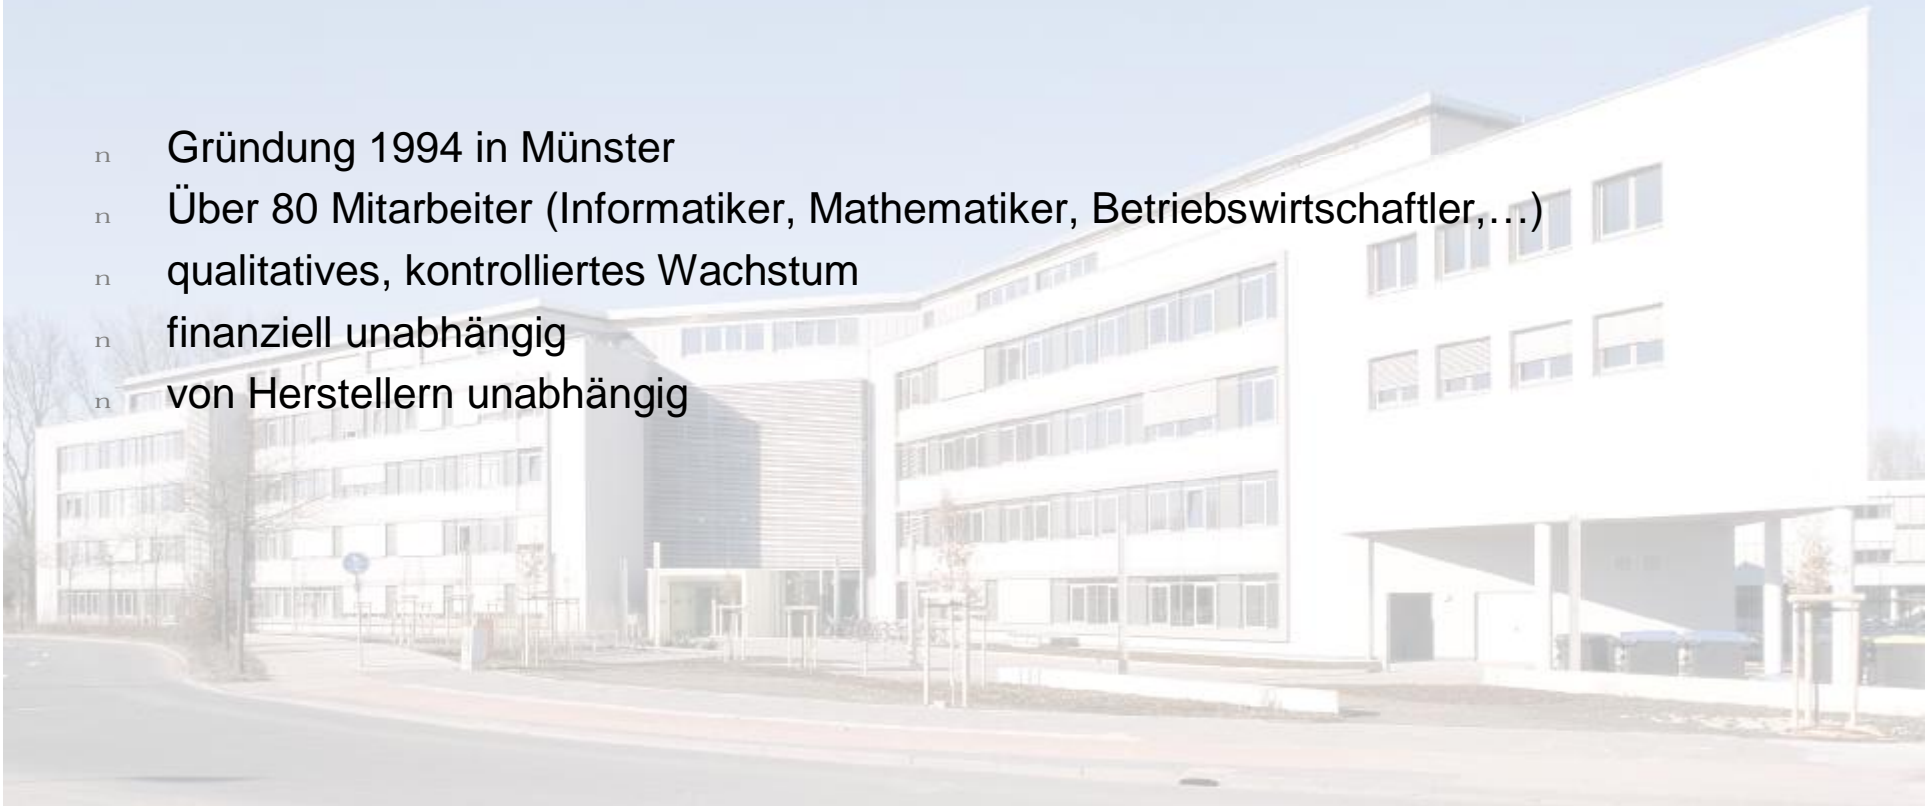 n Gründung 1994 in Münster
n Über 80 Mitarbeiter (Informatiker, Mathematiker, Betriebswirtschaftler,…)
n qualitatives, kontrolliertes Wachstum
n finanziell unabhängig
n von Herstellern unabhängig